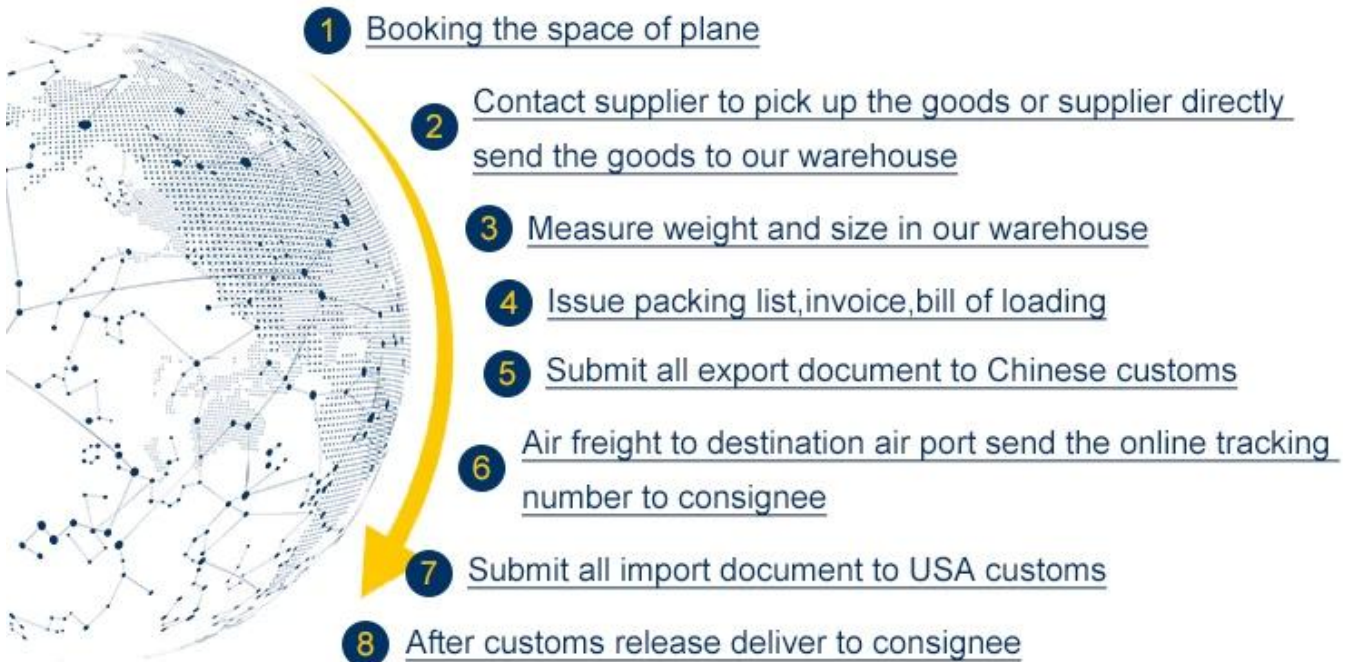 1 Booking the space of plane
2 Contact supplier to pick up the goods or supplier directly
send the goods to our warehouse
3 Measure weight and size in our warehouse
4 Issue packing list,invoice,bill of loading
5 Submit all export document to Chinese customs
6 Air freight to destination air port send the online tracking
number to consignee
7 Submit all import document to USA customs
8 After customs release deliver to consignee